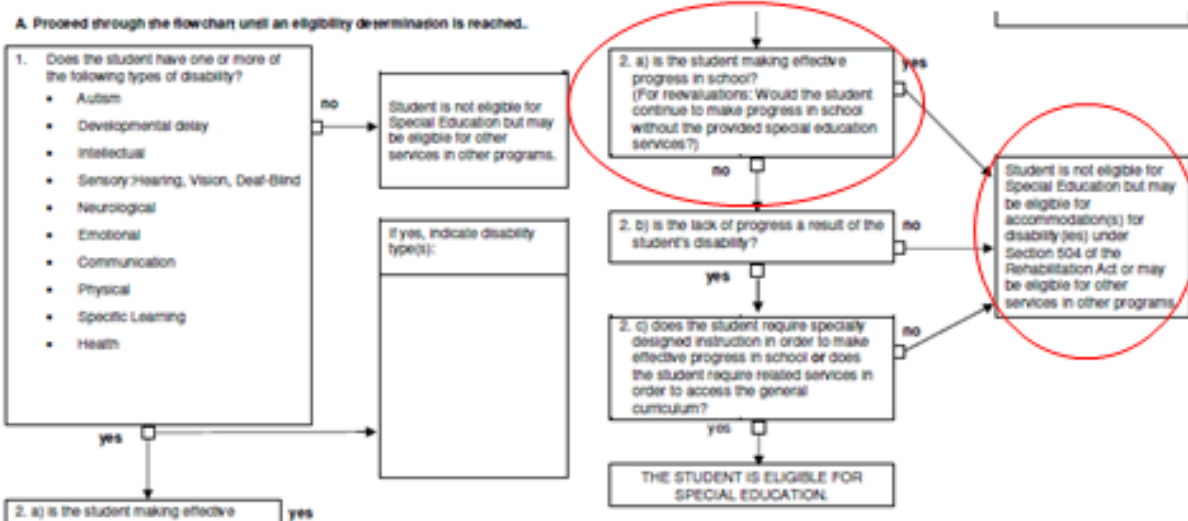 A. Proceed through the flowchart until an eligibility determination is reached.
1. Does the student have one or more of
the following types of disability?
• Autism
• Developmental delay
• Intellectual
• Sensory:Hearing, Vision, Deaf-Blind
• Neurological
• Emotional
• Communication
• Physical
• Specific Learning
• Health
no
Student is not eligible for
Special Education but may
be eligible for other
services in other programs.
yes
If yes, indicate disability
type(s):
2. a) is the student making effective
yes
2. a) is the student making effective
progress in school?
(For reevaluations: Would the student
continue to make progress in school
without the provided special education
services?)
yes
no
2. b) is the lack of progress a result of the
student's disability?
no
yes
2. c) does the student require specially
designed instruction in order to make
effective progress in school or does
the student require related services in
order to access the general
curriculum?
no
yes
THE STUDENT IS ELIGIBLE FOR
SPECIAL EDUCATION.
Student is not eligible for
Special Education but may
be eligible for
accommodation(s) for
disability(ies) under
Section 504 of the
Rehabilitation Act or may
be eligible for other
services in other programs.